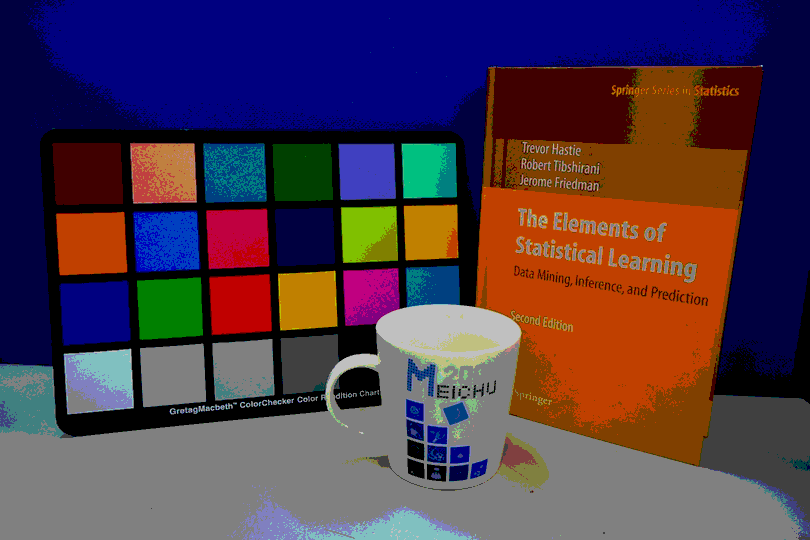 Springer Series in Statistics
Trevor Hastie
Robert Tibshirani
Jerome Friedman
The Elements of
Statistical Learning
Data Mining, Inference, and Prediction
Second Edition
Springer
GretagMacbeth™ ColorChecker Color Rendition Chart
MEICHU